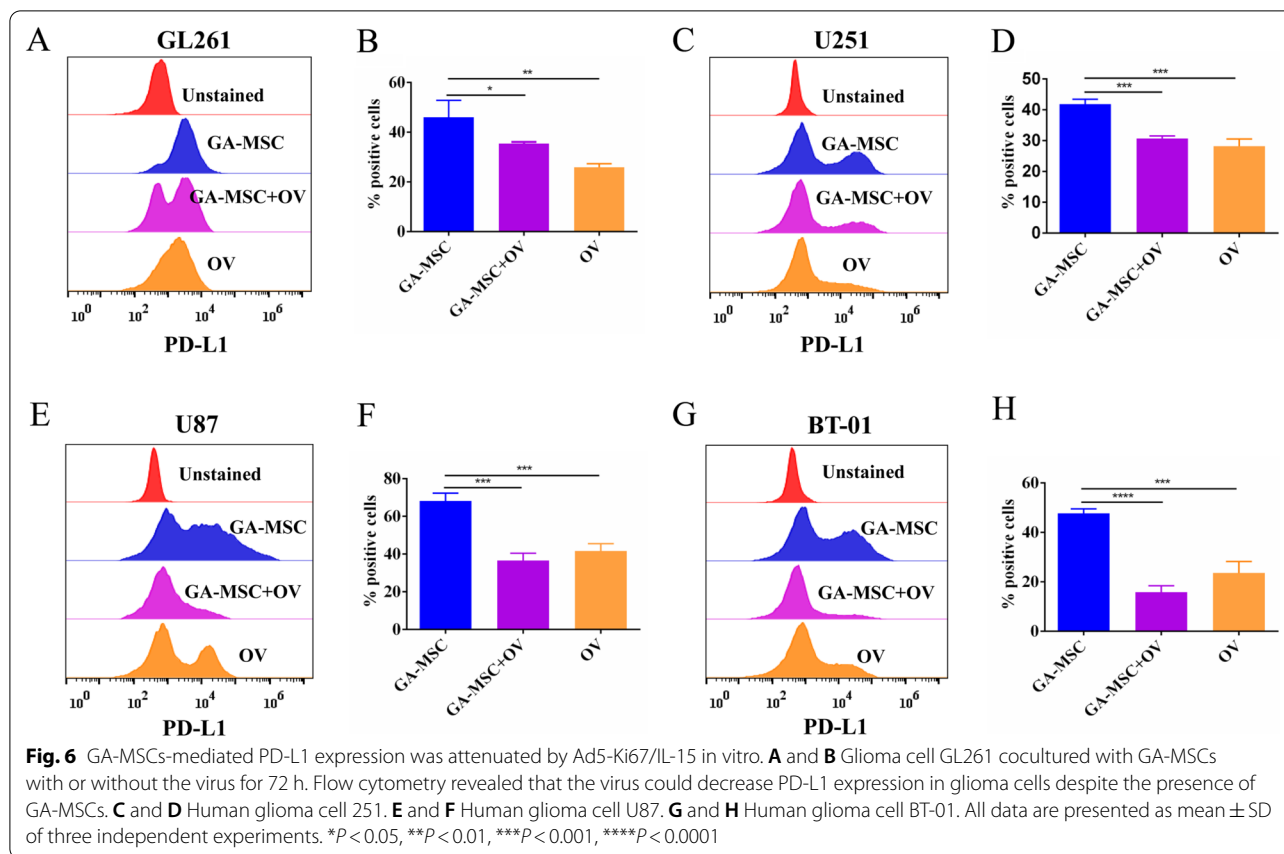 A
GL261
Unstained
GA-MSC
GA-MSC+OV
OV
10^0 10^2 10^4 10^6
PD-L1
B
**
*
% positive cells
60
40
20
0
GA-MSC
GA-MSC+OV
OV
C
U251
Unstained
GA-MSC
GA-MSC+OV
OV
10^0 10^2 10^4 10^6
PD-L1
D
***
***
% positive cells
50
40
30
20
10
0
GA-MSC
GA-MSC+OV
OV
E
U87
Unstained
GA-MSC
GA-MSC+OV
OV
10^0 10^2 10^4 10^6
PD-L1
F
***
***
% positive cells
80
60
40
20
0
GA-MSC
GA-MSC+OV
OV
G
BT-01
Unstained
GA-MSC
GA-MSC+OV
OV
10^0 10^2 10^4 10^6
PD-L1
H
***
****
% positive cells
60
40
20
0
GA-MSC
GA-MSC+OV
OV
Fig. 6 GA-MSCs-mediated PD-L1 expression was attenuated by Ad5-Ki67/IL-15 in vitro. A and B Glioma cell GL261 cocultured with GA-MSCs
with or without the virus for 72 h. Flow cytometry revealed that the virus could decrease PD-L1 expression in glioma cells despite the presence of
GA-MSCs. C and D Human glioma cell 251. E and F Human glioma cell U87. G and H Human glioma cell BT-01. All data are presented as mean ± SD
of three independent experiments. *P < 0.05, **P < 0.01, ***P < 0.001, ****P < 0.0001